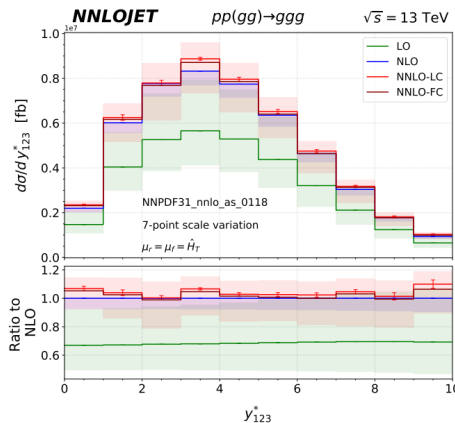 NNLOJET pp(gg)→ggg √s = 13 TeV
1e7
1.0
0.8
0.6
0.4
0.2
0.0
dσ/dy*123 [fb]
LO
NLO
NNLO-LC
NNLO-FC
NNPDF31_nnlo_as_0118
7-point scale variation
μr = μf = ĤT
1.2
1.0
0.8
0.6
Ratio to
NLO
0 2 4 6 8 10
y*123